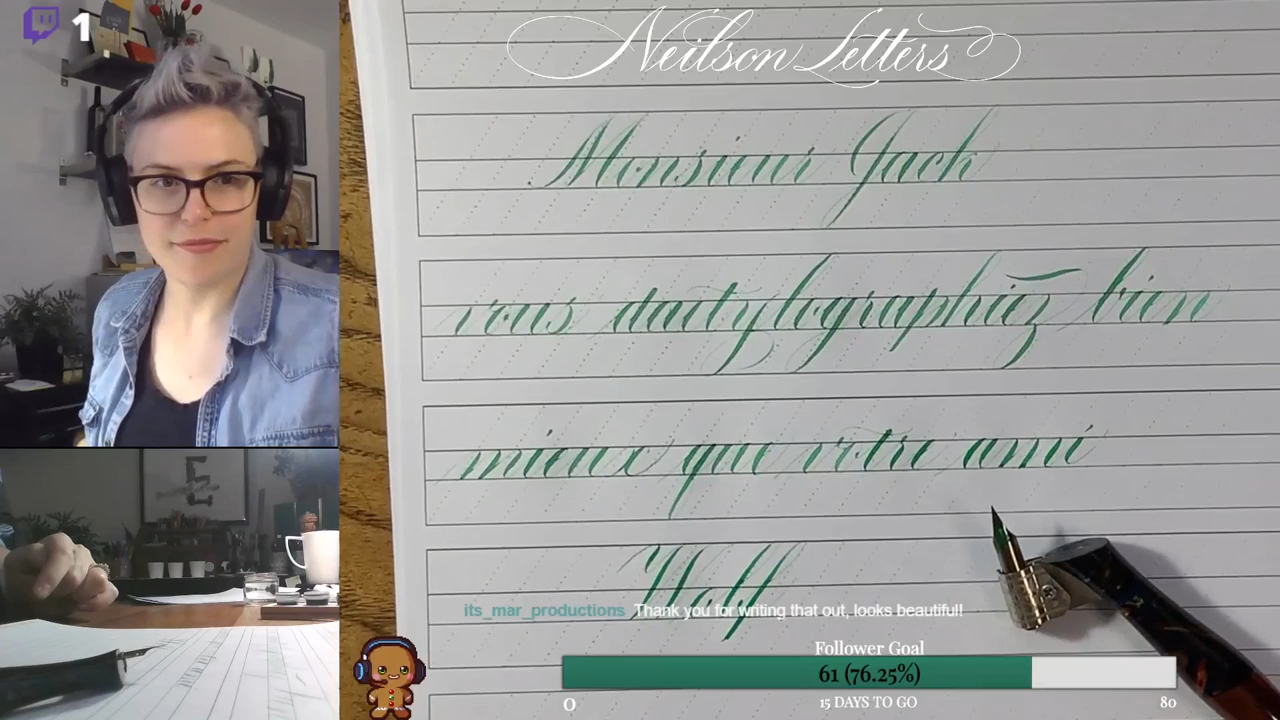 1
Neilson Letters
Monsieur Jack
vous dactylographiez bien
mieux que votre ami
Wolf
its_mar_productions Thank you for writing that out, looks beautiful!
Follower Goal
61 (76.25%)
0 15 DAYS TO GO 80
E